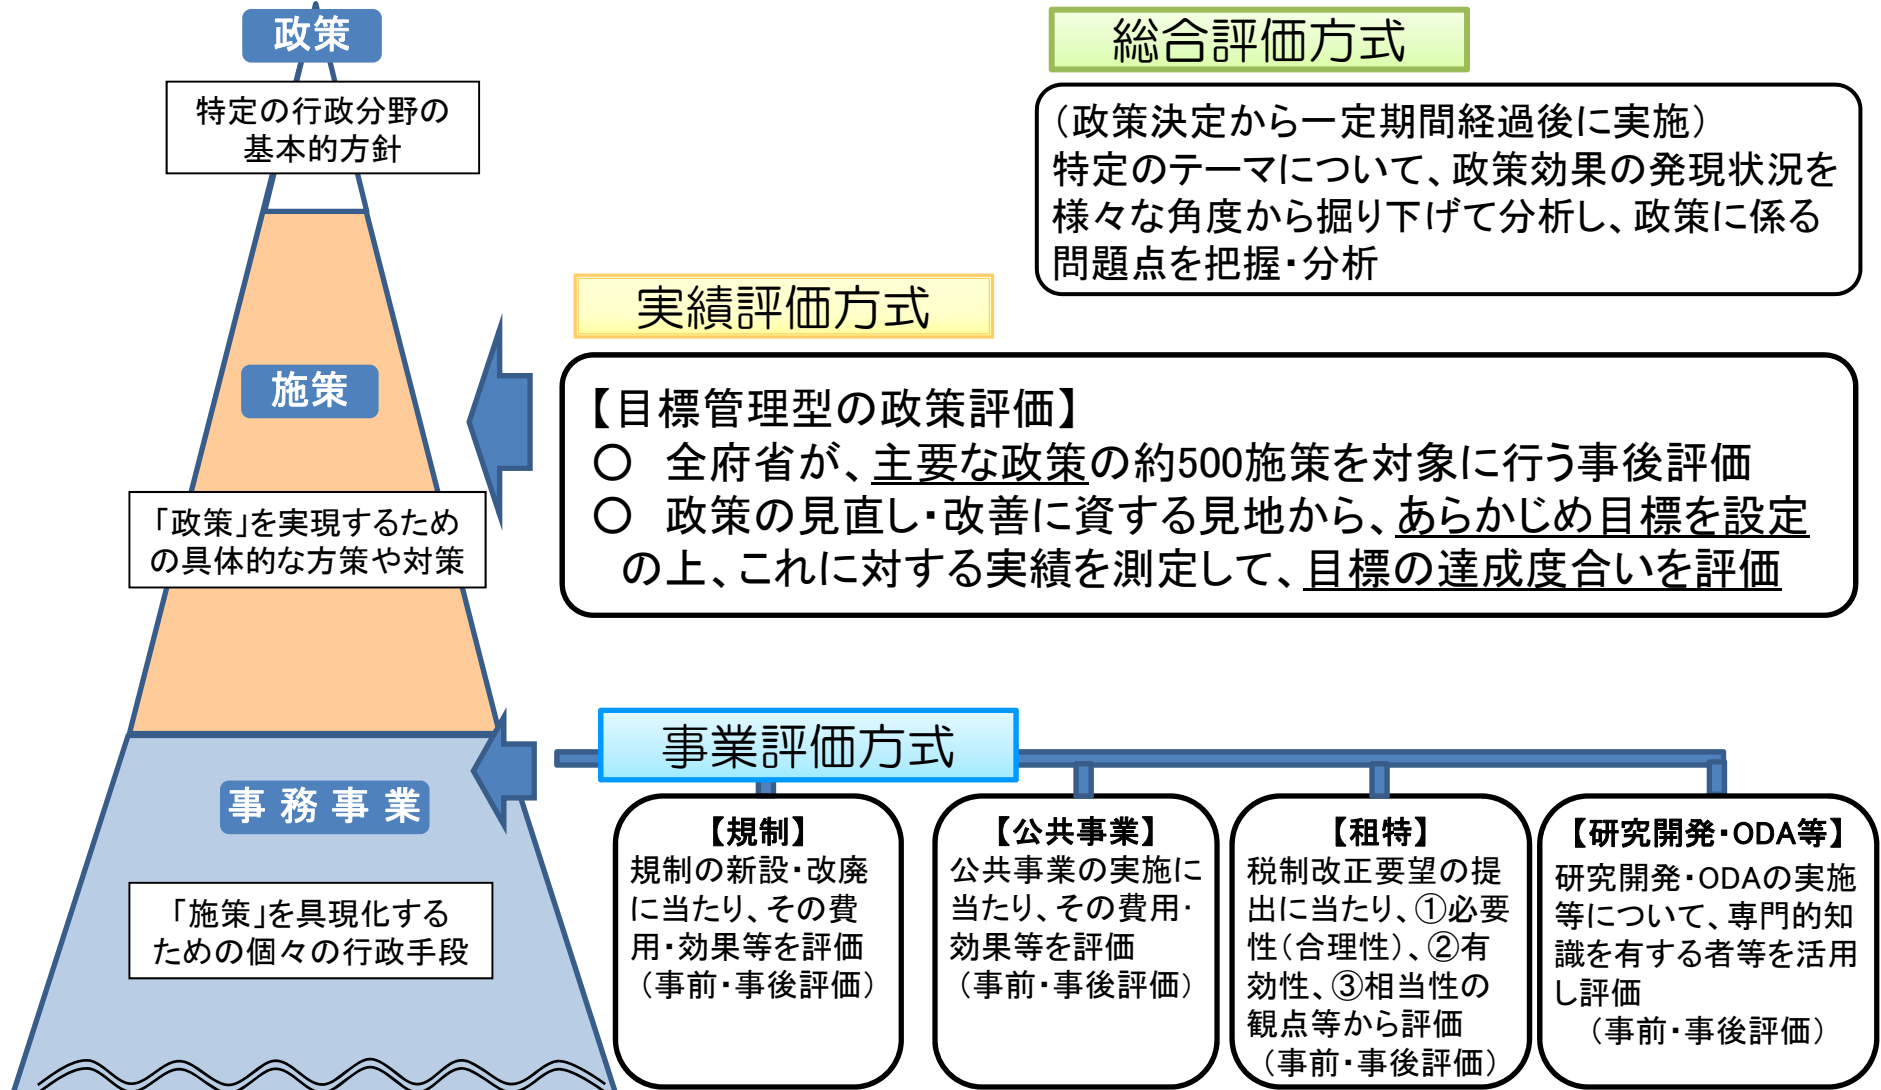 政策
特定の行政分野の
基本的方針
施策
「政策」を実現するため
の具体的な方策や対策
事務事業
「施策」を具現化する
ための個々の行政手段
総合評価方式
（政策決定から一定期間経過後に実施）
特定のテーマについて、政策効果の発現状況を
様々な角度から掘り下げて分析し、政策に係る
問題点を把握・分析
実績評価方式
【目標管理型の政策評価】
○　全府省が、主要な政策の約500施策を対象に行う事後評価
○　政策の見直し・改善に資する見地から、あらかじめ目標を設定
の上、これに対する実績を測定して、目標の達成度合いを評価
事業評価方式
【規制】
規制の新設・改廃
に当たり、その費
用・効果等を評価
（事前・事後評価）
【公共事業】
公共事業の実施に
当たり、その費用・
効果等を評価
（事前・事後評価）
【租特】
税制改正要望の提
出に当たり、①必要
性（合理性）、②有
効性、③相当性の
観点等から評価
（事前・事後評価）
【研究開発・ODA等】
研究開発・ODAの実施
等について、専門的知
識を有する者等を活用
し評価
（事前・事後評価）